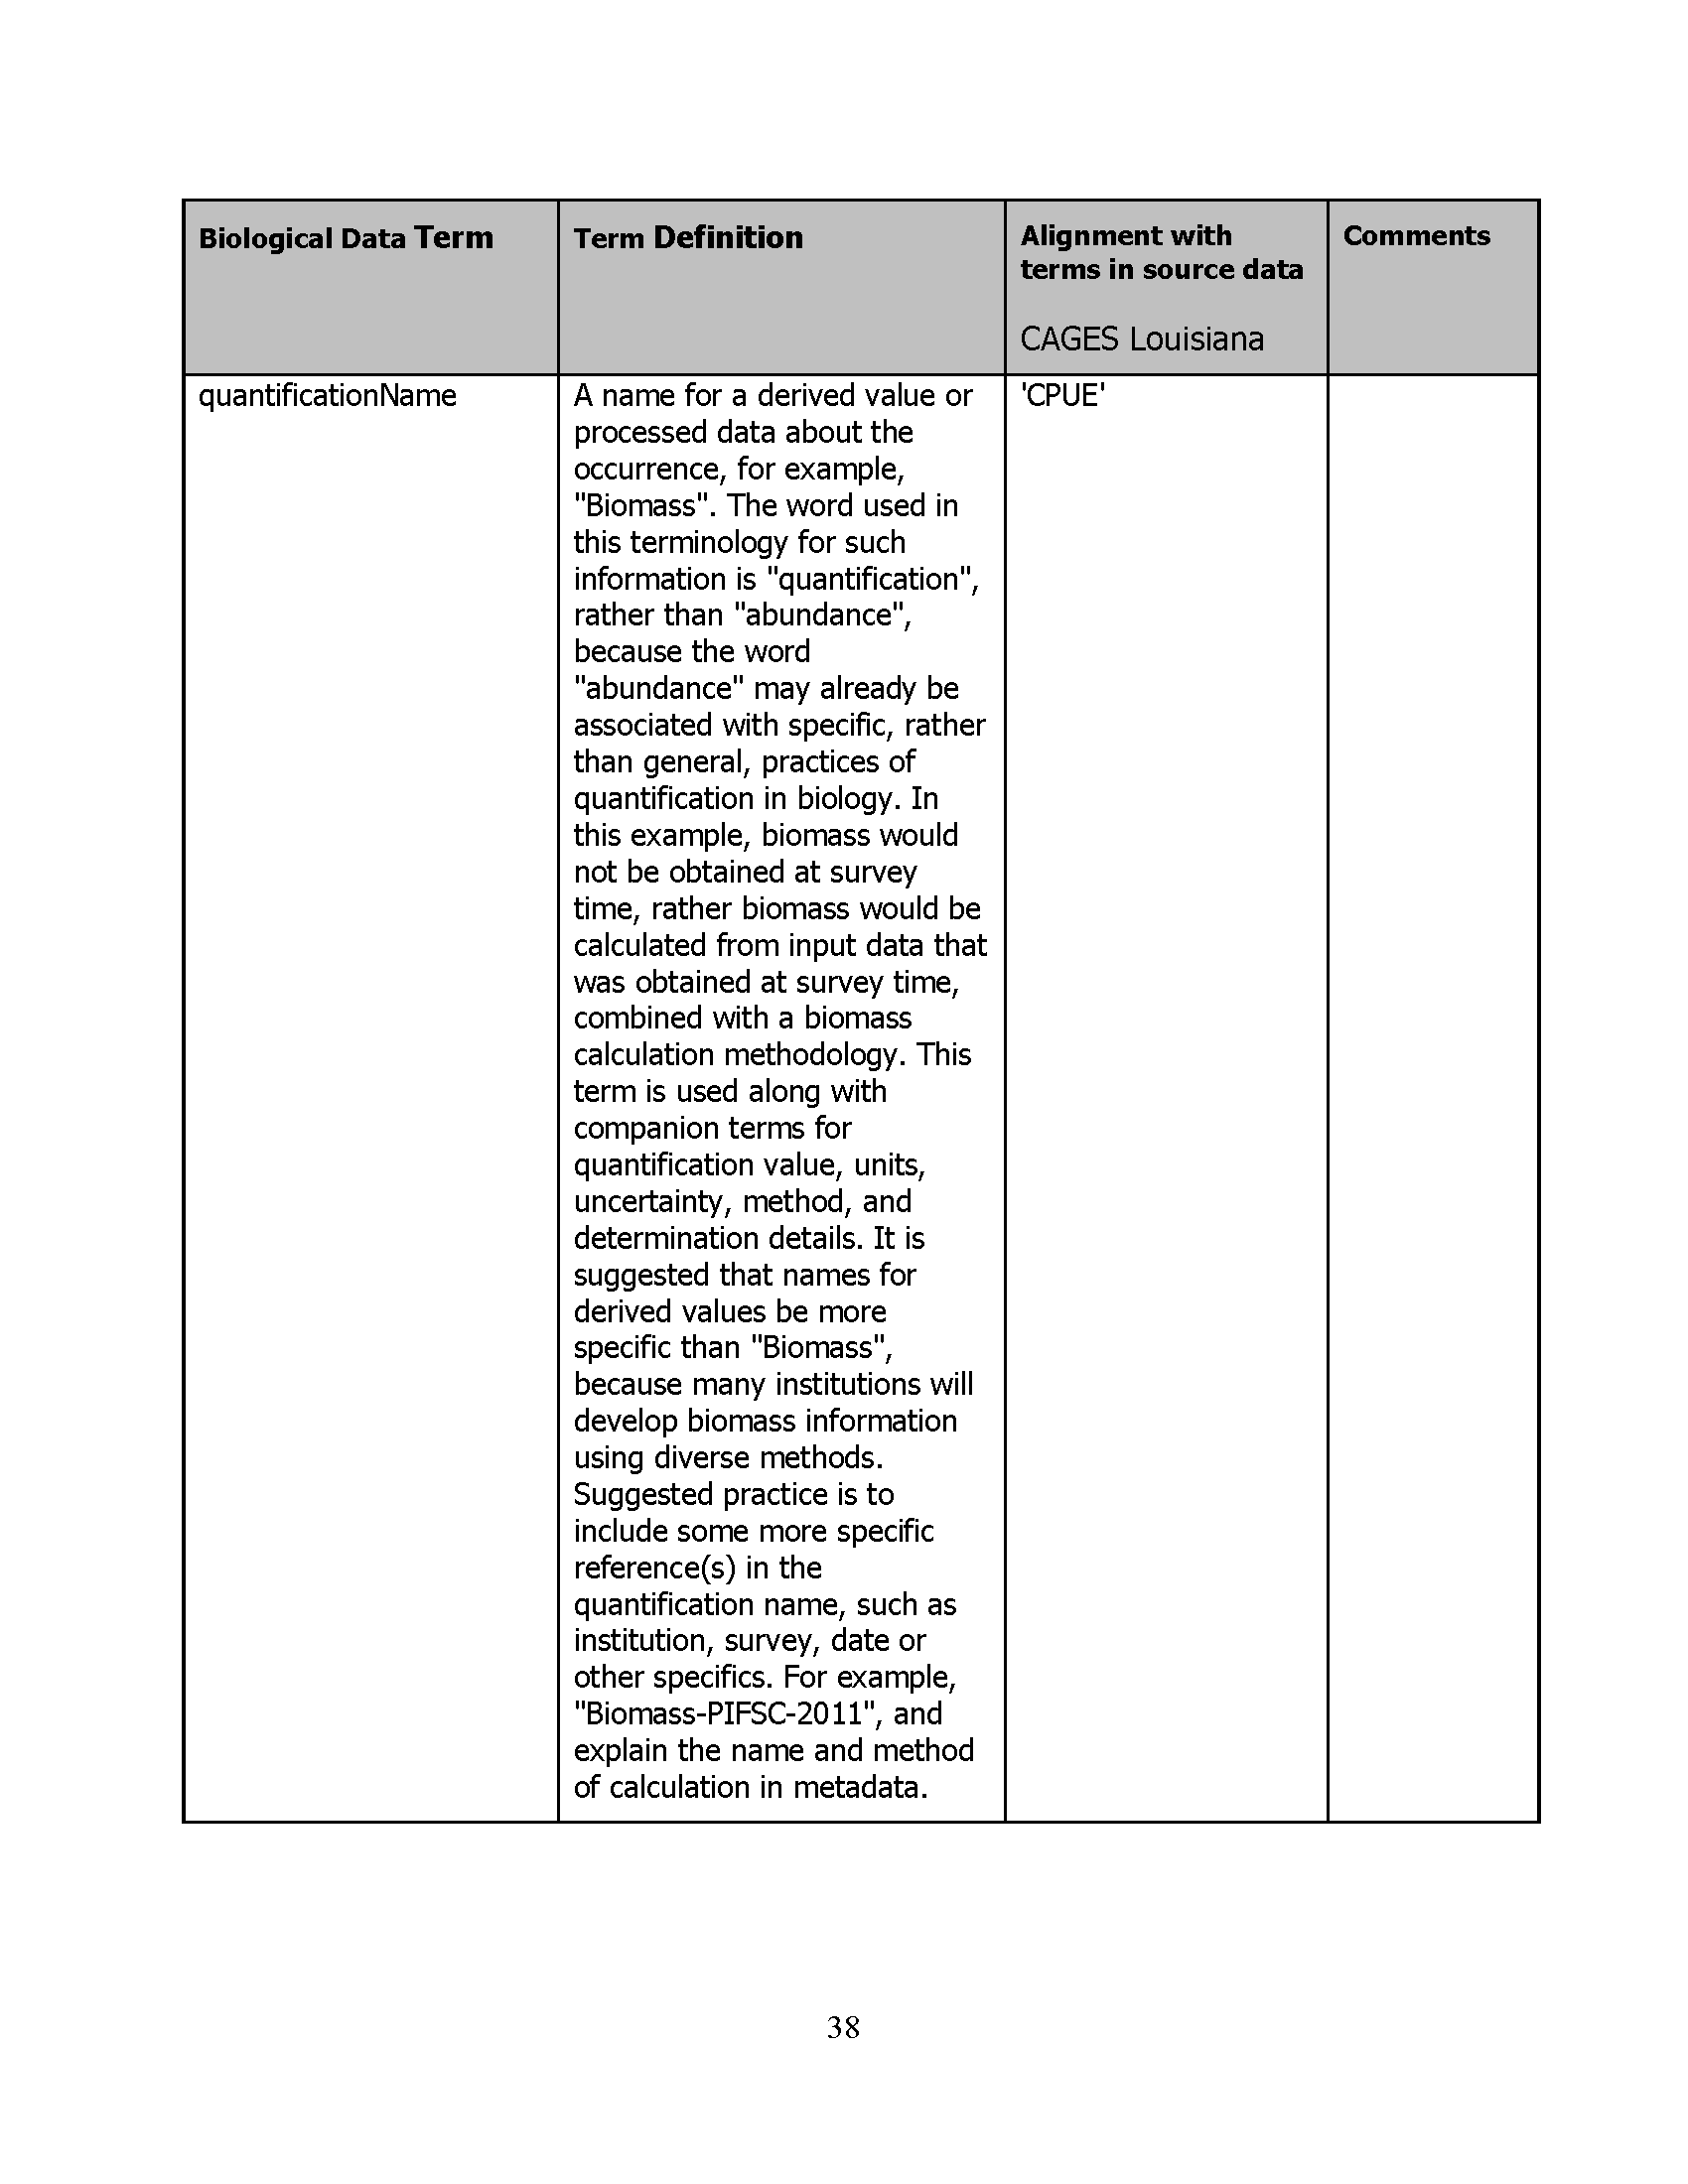 Biological Data Term
Term Definition
Alignment with
terms in source data
CAGES Louisiana
Comments
quantificationName
A name for a derived value or
processed data about the
occurrence, for example,
"Biomass". The word used in
this terminology for such
information is "quantification",
rather than "abundance",
because the word
"abundance" may already be
associated with specific, rather
than general, practices of
quantification in biology. In
this example, biomass would
not be obtained at survey
time, rather biomass would be
calculated from input data that
was obtained at survey time,
combined with a biomass
calculation methodology. This
term is used along with
companion terms for
quantification value, units,
uncertainty, method, and
determination details. It is
suggested that names for
derived values be more
specific than "Biomass",
because many institutions will
develop biomass information
using diverse methods.
Suggested practice is to
include some more specific
reference(s) in the
quantification name, such as
institution, survey, date or
other specifics. For example,
"Biomass-PIFSC-2011", and
explain the name and method
of calculation in metadata.
'CPUE'
38